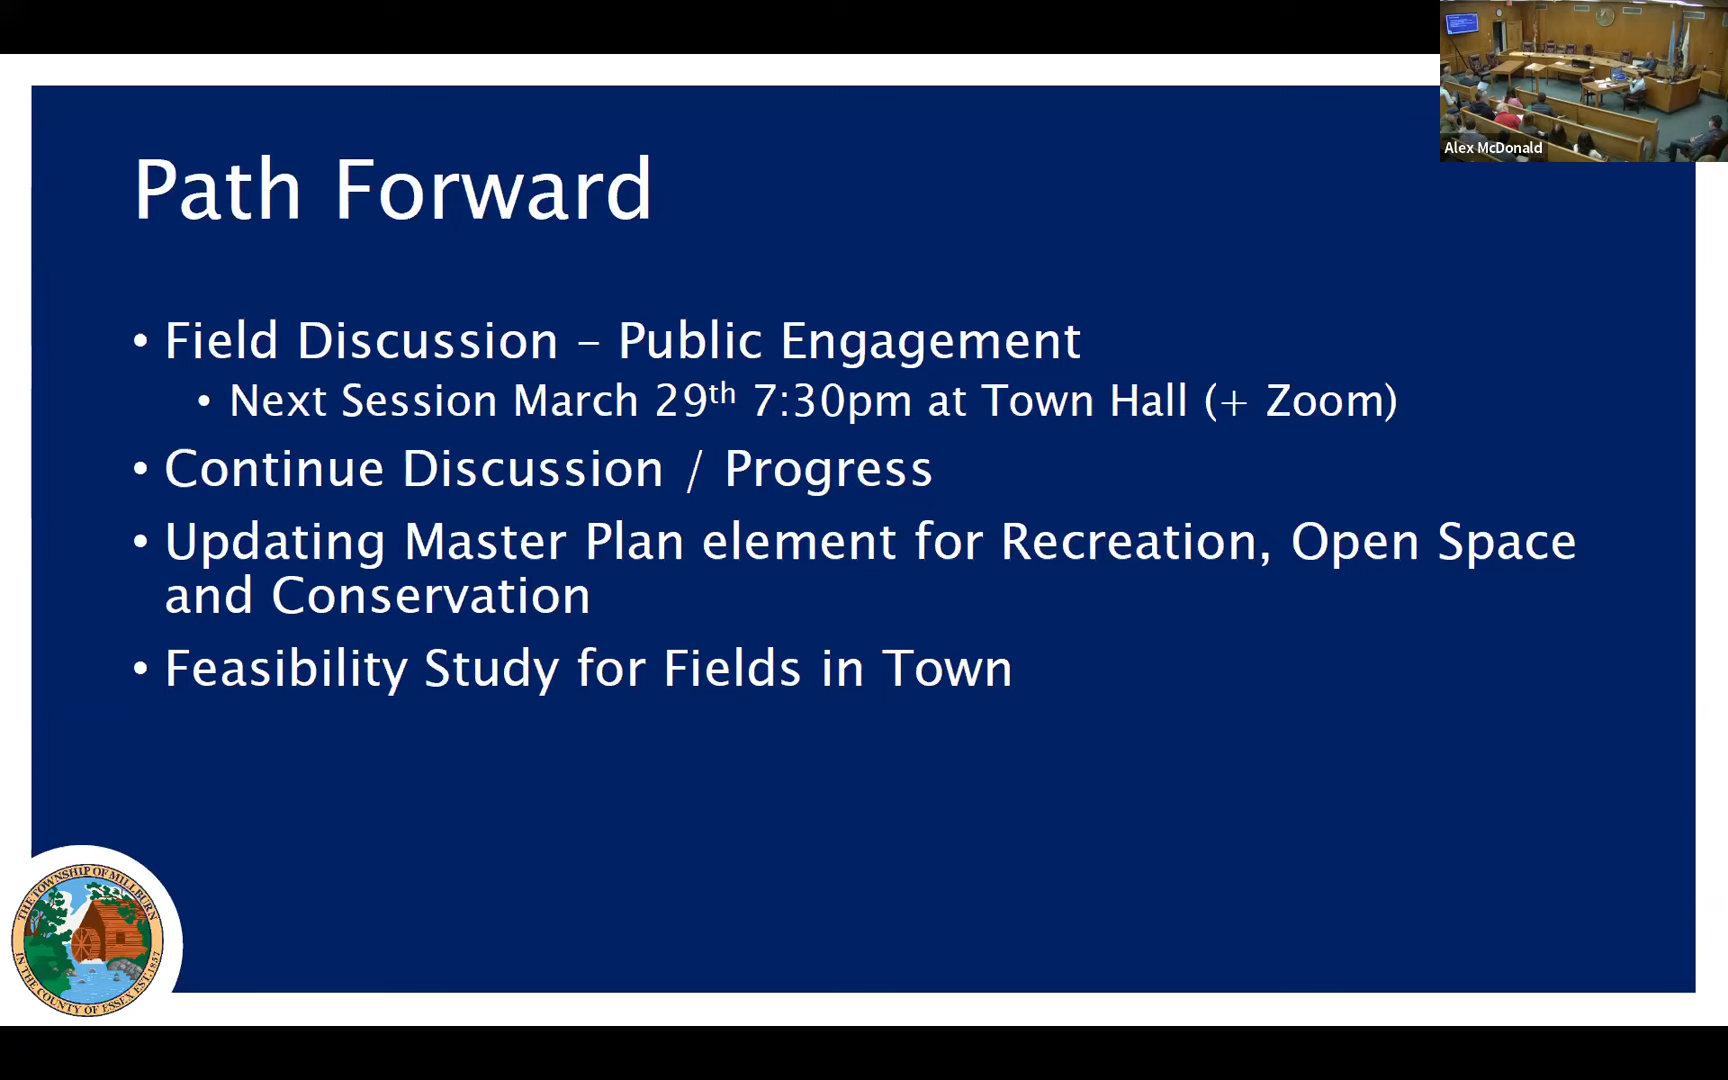 Alex McDonald
Path Forward
• Field Discussion – Public Engagement
• Next Session March 29th 7:30pm at Town Hall (+ Zoom)
• Continue Discussion / Progress
• Updating Master Plan element for Recreation, Open Space
and Conservation
• Feasibility Study for Fields in Town
THE TOWNSHIP OF MILLBURN
IN THE COUNTY OF ESSEX EST. 1857